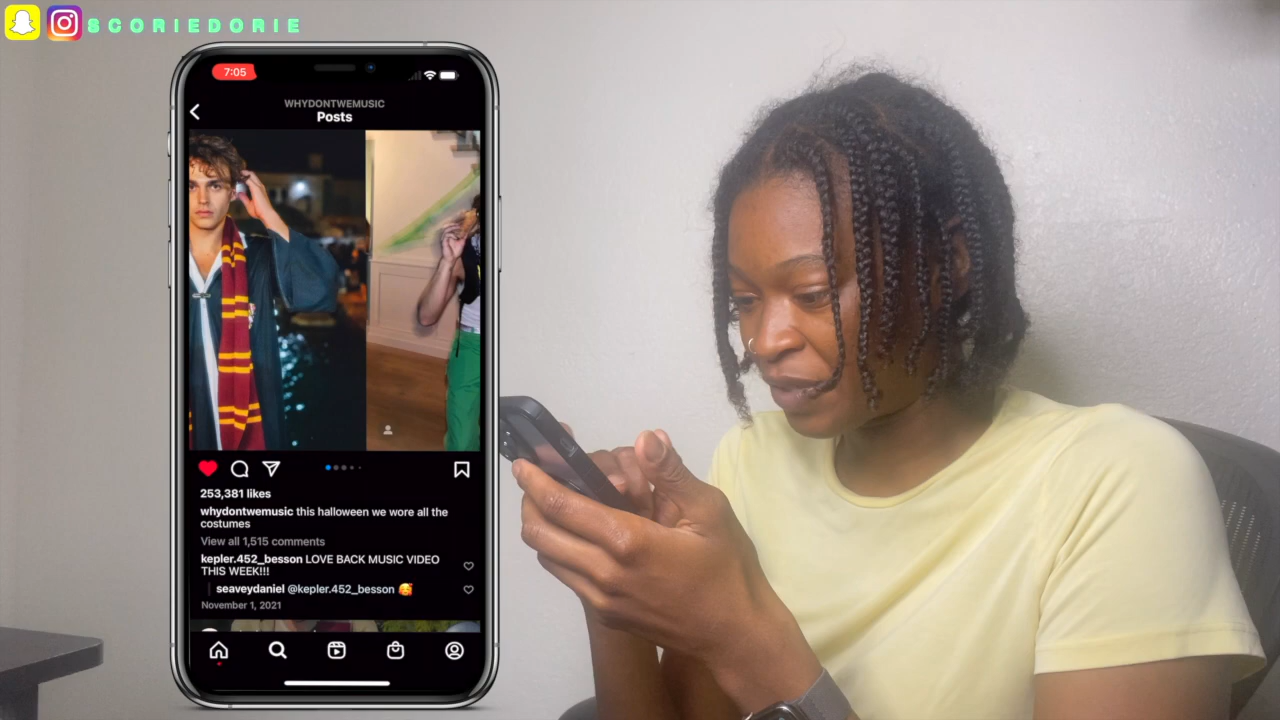 SCORIEDORIE
7:05
WHYDONTWEMUSIC
Posts
253,381 likes
whydontwemusic this halloween we wore all the
costumes
View all 1,515 comments
kepler.452_besson LOVE BACK MUSIC VIDEO
THIS WEEK!!!
seaveydaniel @kepler.452_besson 🥰
November 1, 2021